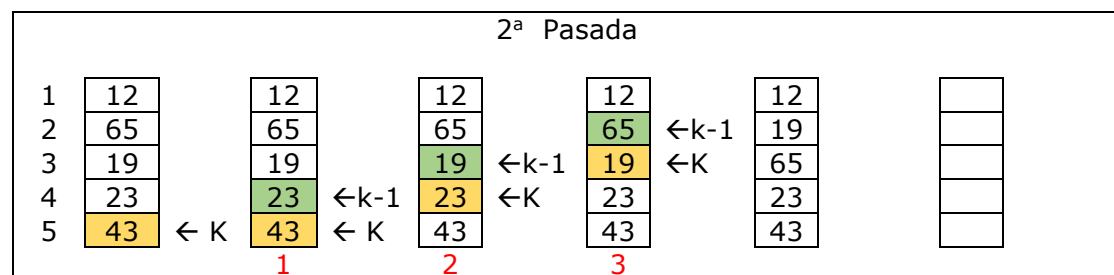 2ª Pasada
1 12 12 12 12 12
2 65 65 65 65 ←k-1 19
3 19 19 19 ←k-1 19 ←K 65
4 23 23 ←k-1 23 ←K 23 23
5 43 ← K 43 ← K 43 43 43
1 2 3